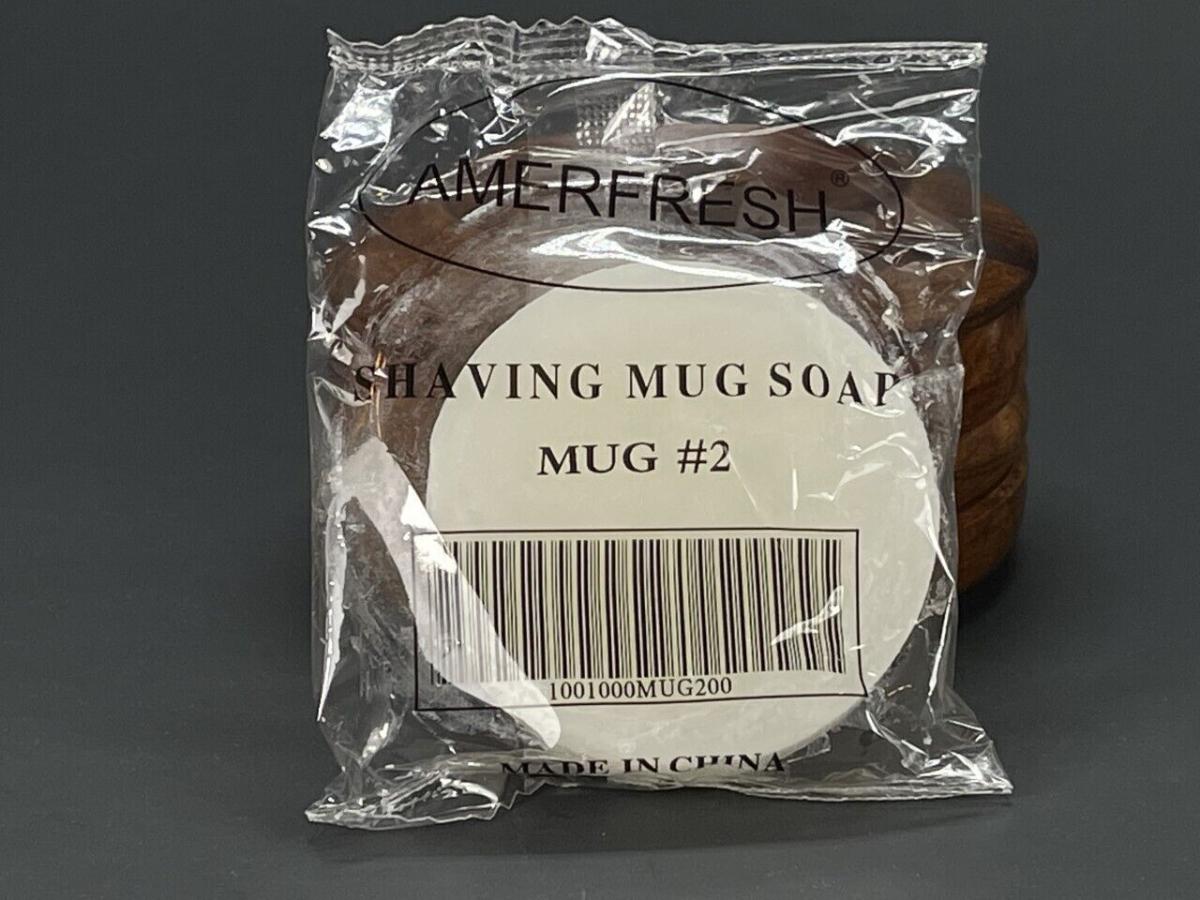 AMERFRESH®
SHAVING MUG SOAP
MUG #2
1001000MUG200
MADE IN CHINA